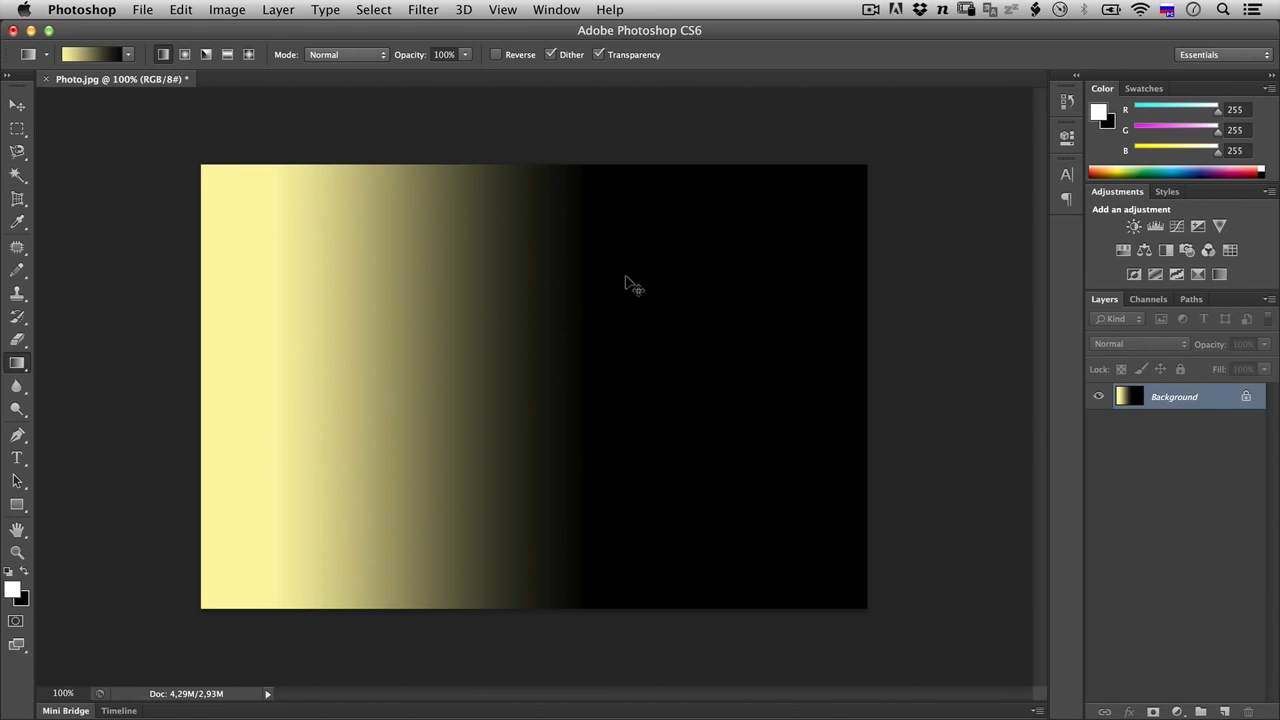 Photoshop File Edit Image Layer Type Select Filter 3D View Window Help
Adobe Photoshop CS6
Mode: Normal Opacity: 100% Reverse Dither Transparency Essentials
Photo.jpg @ 100% (RGB/8#) *
Color Swatches
R 255
G 255
B 255
Adjustments Styles
Add an adjustment
Layers Channels Paths
Kind
Normal Opacity: 100%
Lock: Fill: 100%
Background
100% Doc: 4,29M/2,93M
Mini Bridge Timeline